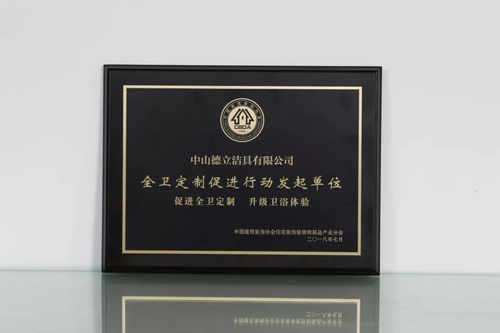 CBDA
中山德立洁具有限公司
全卫定制促进行动发起单位
促进全卫定制 升级卫浴体验
中国建筑装饰协会住宅装饰装修和部品产业分会
二〇一八年七月